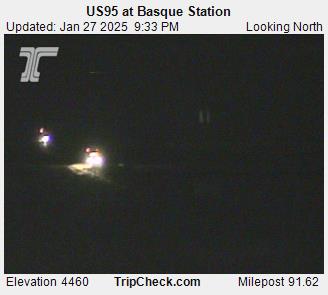 US95 at Basque Station
Updated: Jan 27 2025 9:33 PM Looking North
Elevation 4460 TripCheck.com Milepost 91.62